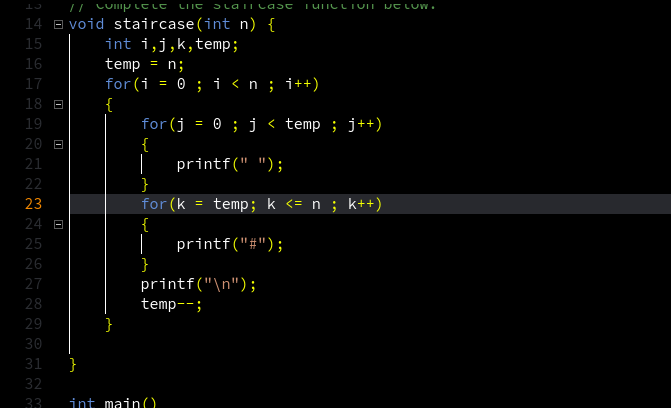 13 // Complete the staircase function below.
14 void staircase(int n) {
15 int i,j,k,temp;
16 temp = n;
17 for(i = 0 ; i < n ; i++)
18 {
19 for(j = 0 ; j < temp ; j++)
20 {
21 printf(" ");
22 }
23 for(k = temp; k <= n ; k++)
24 {
25 printf("#");
26 }
27 printf("\n");
28 temp--;
29 }
30
31 }
32
33 int main()